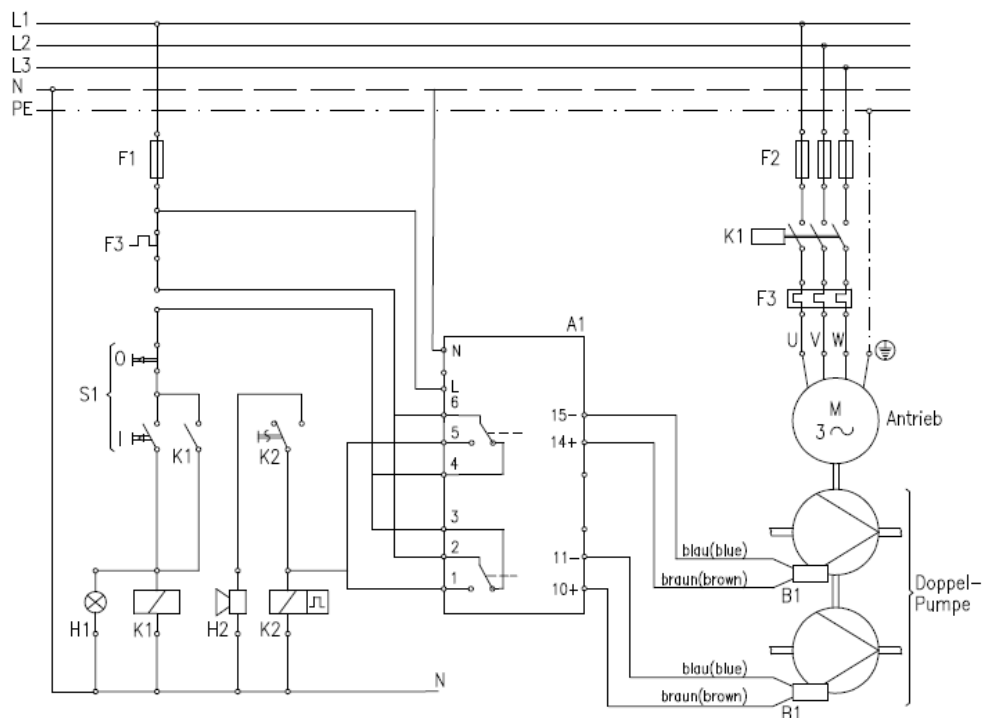 L1
L2
L3
N
PE
F1
F2
F3
K1
F3
A1
U V W
N
L
O
S1
I
K1
K2
6
5
4
3
2
1
15-
14+
11-
10+
M
3~
Antrieb
blau(blue)
braun(brown)
B1
Doppel-
Pumpe
blau(blue)
braun(brown)
B1
H1
K1
H2
K2
N